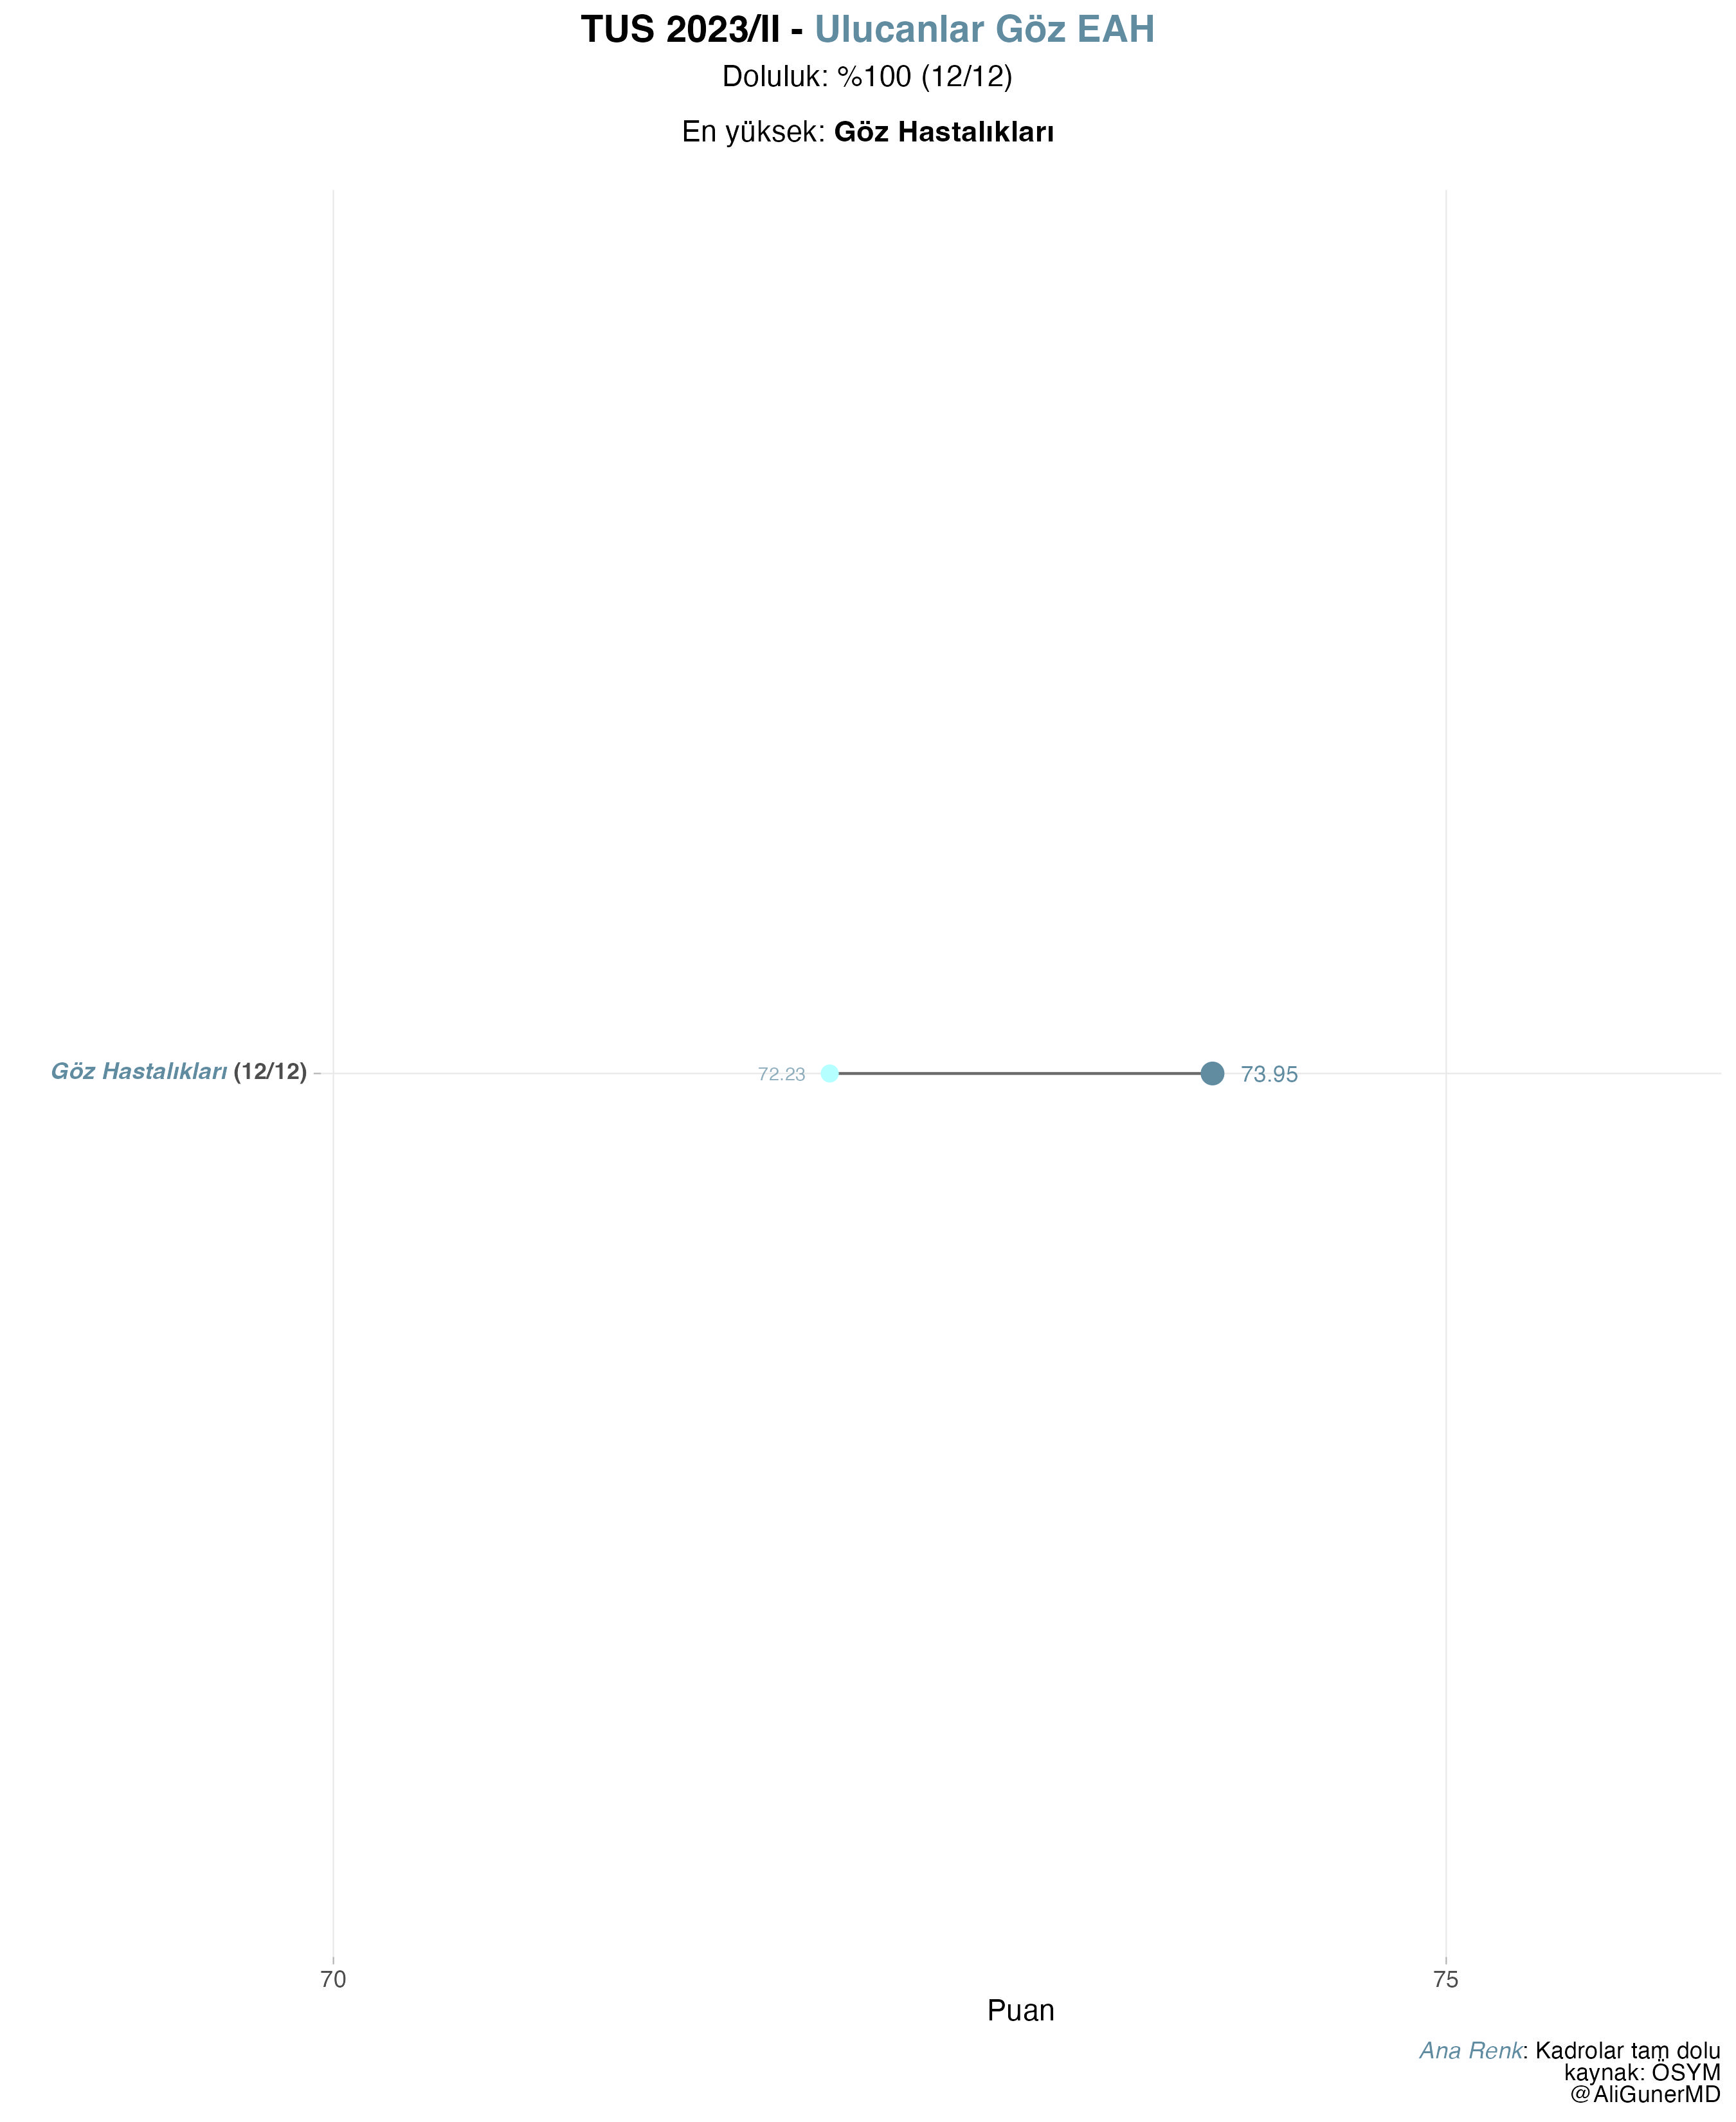 TUS 2023/II - Ulucanlar Göz EAH
Doluluk: %100 (12/12)
En yüksek: Göz Hastalıkları
Göz Hastalıkları (12/12)
72.23
73.95
70
75
Puan
Ana Renk: Kadrolar tam dolu
kaynak: ÖSYM
@AliGunerMD